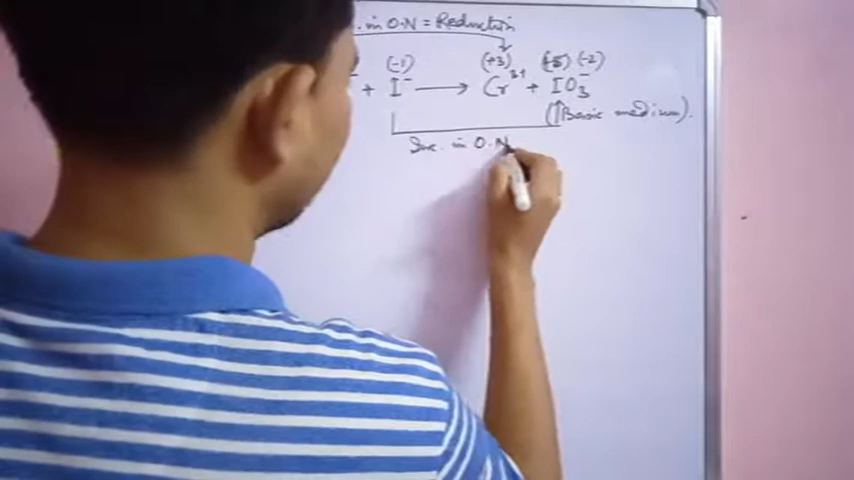 . in O.N = Reduction
(-1) (+3) (+5) (-2)
+ I⁻ → Cr³⁺ + IO₃⁻
(Basic medium).
Inc. in O.N